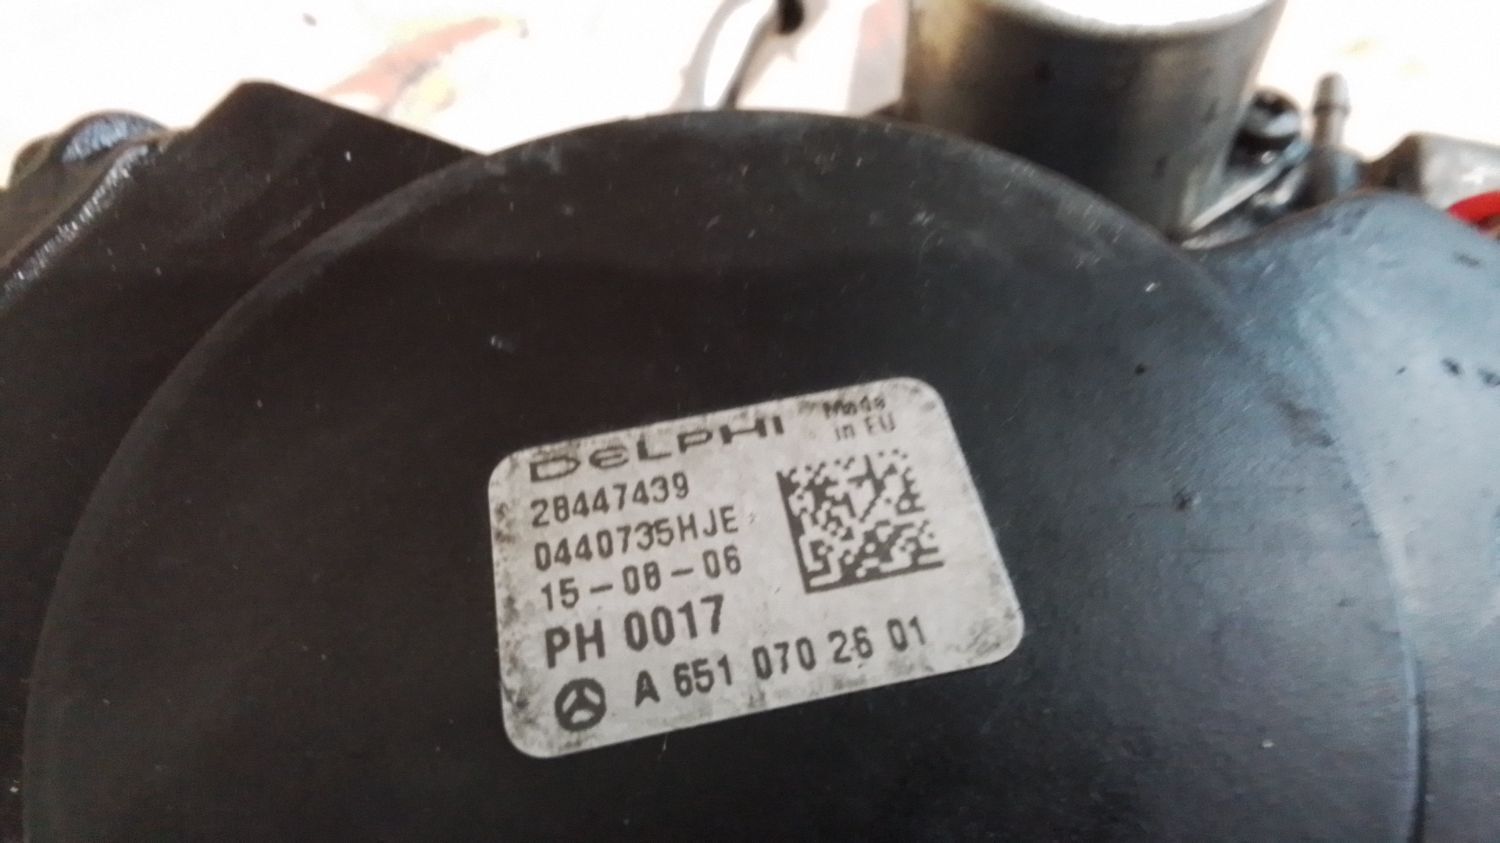 DELPHI
Made
in EU
28447439
0440735HJE
15-08-06
PH 0017
A 651 070 26 01